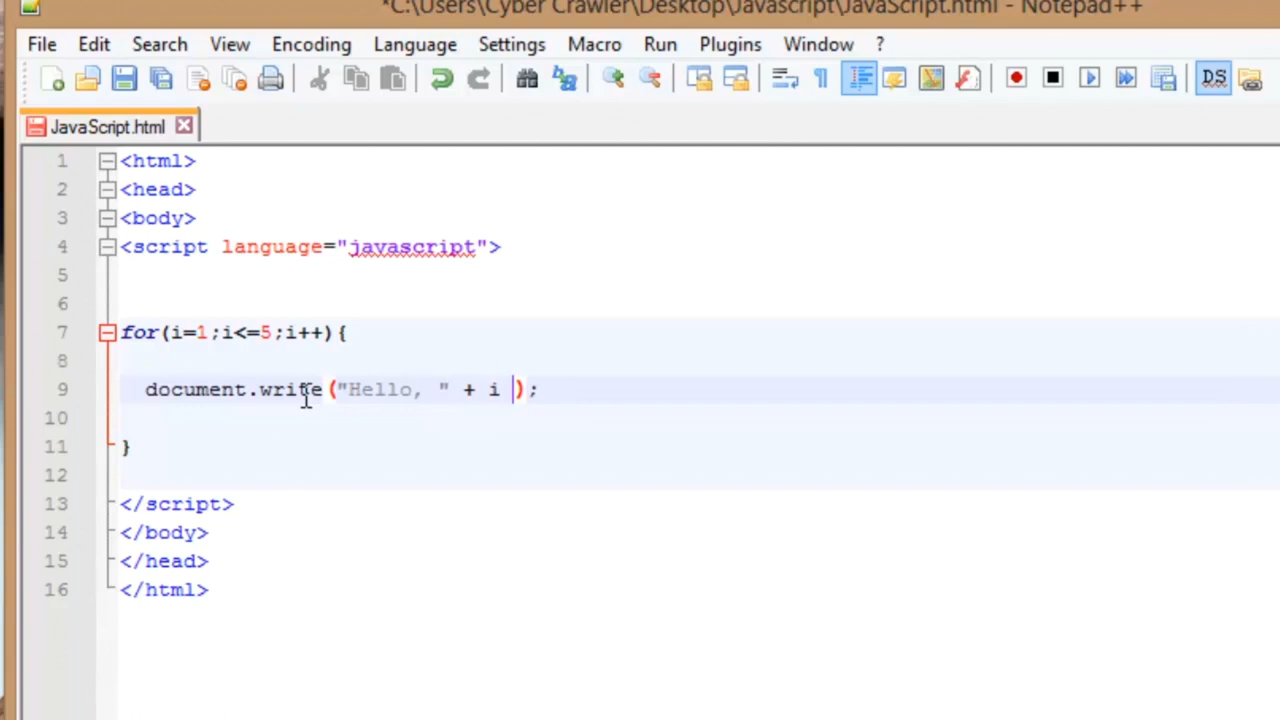 *C:\Users\Cyber Crawler\Desktop\Javascript\JavaScript.html - Notepad++
File Edit Search View Encoding Language Settings Macro Run Plugins Window ?
DS
JavaScript.html
1 <html>
2 <head>
3 <body>
4 <script language="javascript">
5
6
7 for(i=1;i<=5;i++){
8
9 document.write("Hello, " + i );
10
11 }
12
13 </script>
14 </body>
15 </head>
16 </html>